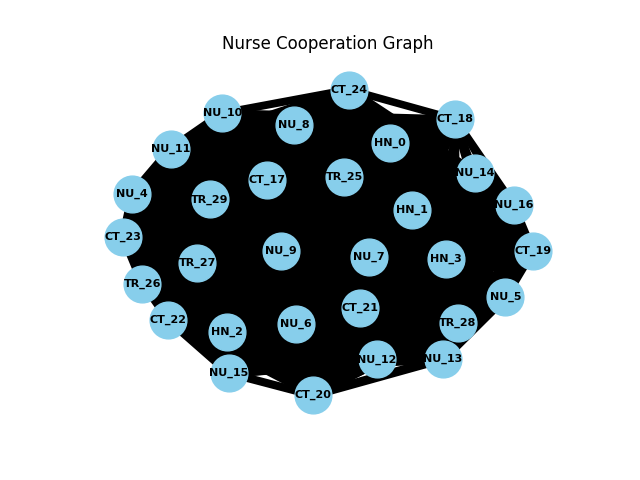 Nurse Cooperation Graph
CT_24
NU_10
CT_18
NU_8
HN_0
NU_11
NU_14
CT_17
TR_25
NU_4
TR_29
NU_16
HN_1
CT_23
NU_9
CT_19
NU_7
HN_3
TR_27
TR_26
NU_5
CT_21
CT_22
TR_28
NU_6
HN_2
NU_12
NU_13
NU_15
CT_20